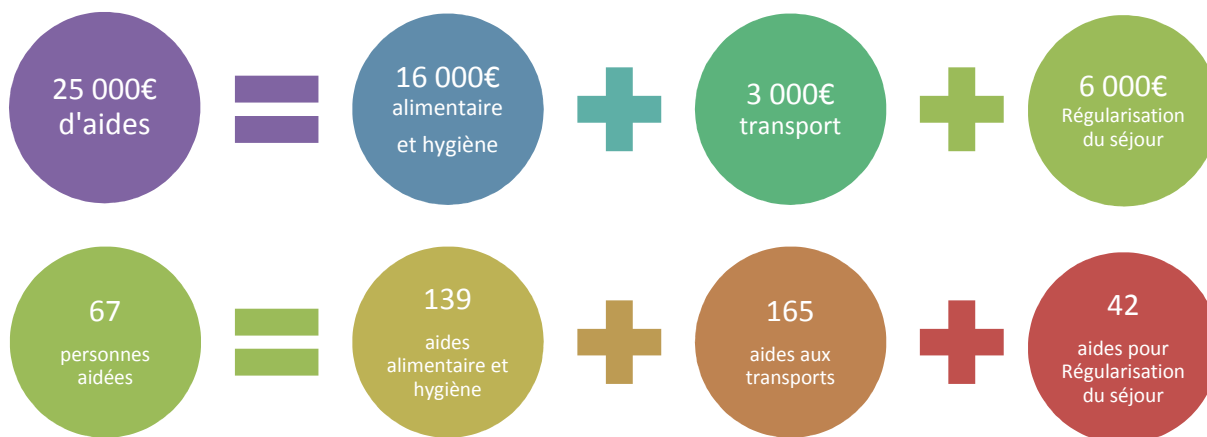 25 000€
d'aides
16 000€
alimentaire
et hygiène
3 000€
transport
6 000€
Régularisation
du séjour
67
personnes
aidées
139
aides
alimentaire et
hygiène
165
aides aux
transports
42
aides pour
Régularisation
du séjour